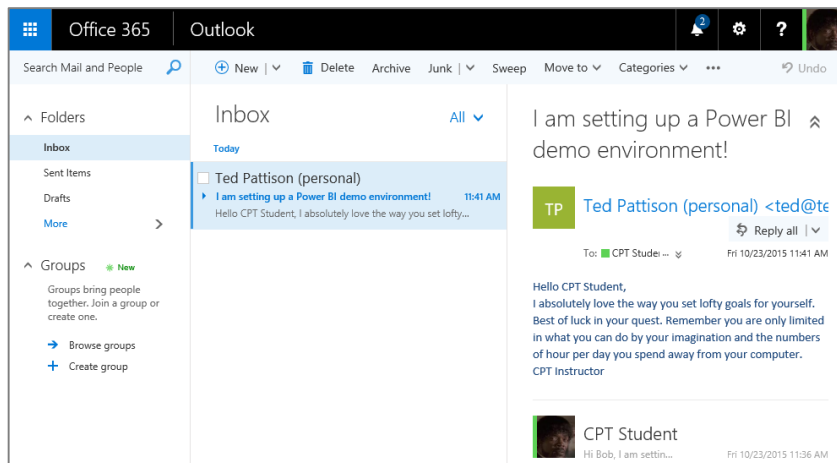 Office 365
Outlook
2
?
Search Mail and People
New
Delete
Archive
Junk
Sweep
Move to
Categories
•••
Undo
Folders
Inbox
Sent Items
Drafts
More
Groups
New
Groups bring people
together. Join a group or
create one.
Browse groups
Create group
Inbox
All
Today
Ted Pattison (personal)
I am setting up a Power BI demo environment! 11:41 AM
Hello CPT Student, I absolutely love the way you set lofty...
I am setting up a Power BI
demo environment!
TP
Ted Pattison (personal) <ted@te
Reply all
To: CPT Stude... Fri 10/23/2015 11:41 AM
Hello CPT Student,
I absolutely love the way you set lofty goals for yourself.
Best of luck in your quest. Remember you are only limited
in what you can do by your imagination and the numbers
of hour per day you spend away from your computer.
CPT Instructor
CPT Student
Hi Bob, I am settin... Fri 10/23/2015 11:36 AM